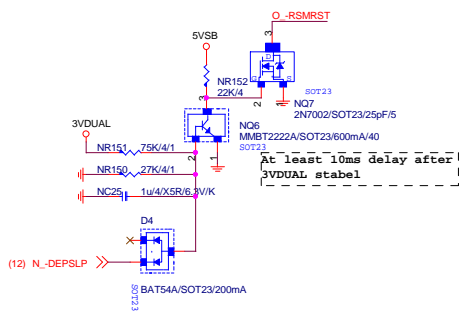 O_-RSMRST
5VSB
3
D
G
S
SOT23
NR152
22K/4
2
1
NQ7
2N7002/SOT23/25pF/5
3
3VDUAL
NQ6
MMBT2222A/SOT23/600mA/40
SOT23
NR151 75K/4/1
2
1
At least 10ms delay after
3VDUAL stabel
NR150 27K/4/1
NC25 1u/4/X5R/6.3V/K
D4
(12) N_-DEPSLP
BAT54A/SOT23/200mA
SOT23